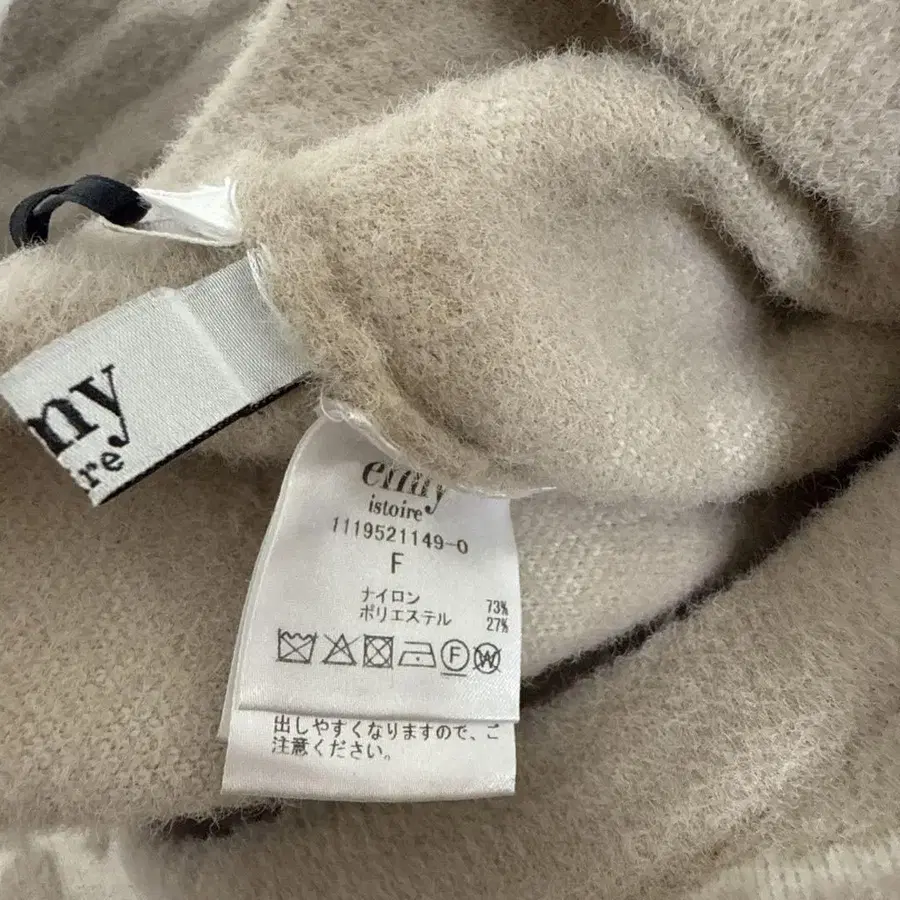 my
re
emmy
istoire
1119521149-0
F
ナイロン 73%
ポリエステル 27%
F
W
出しやすくなりますので、ご
注意ください。